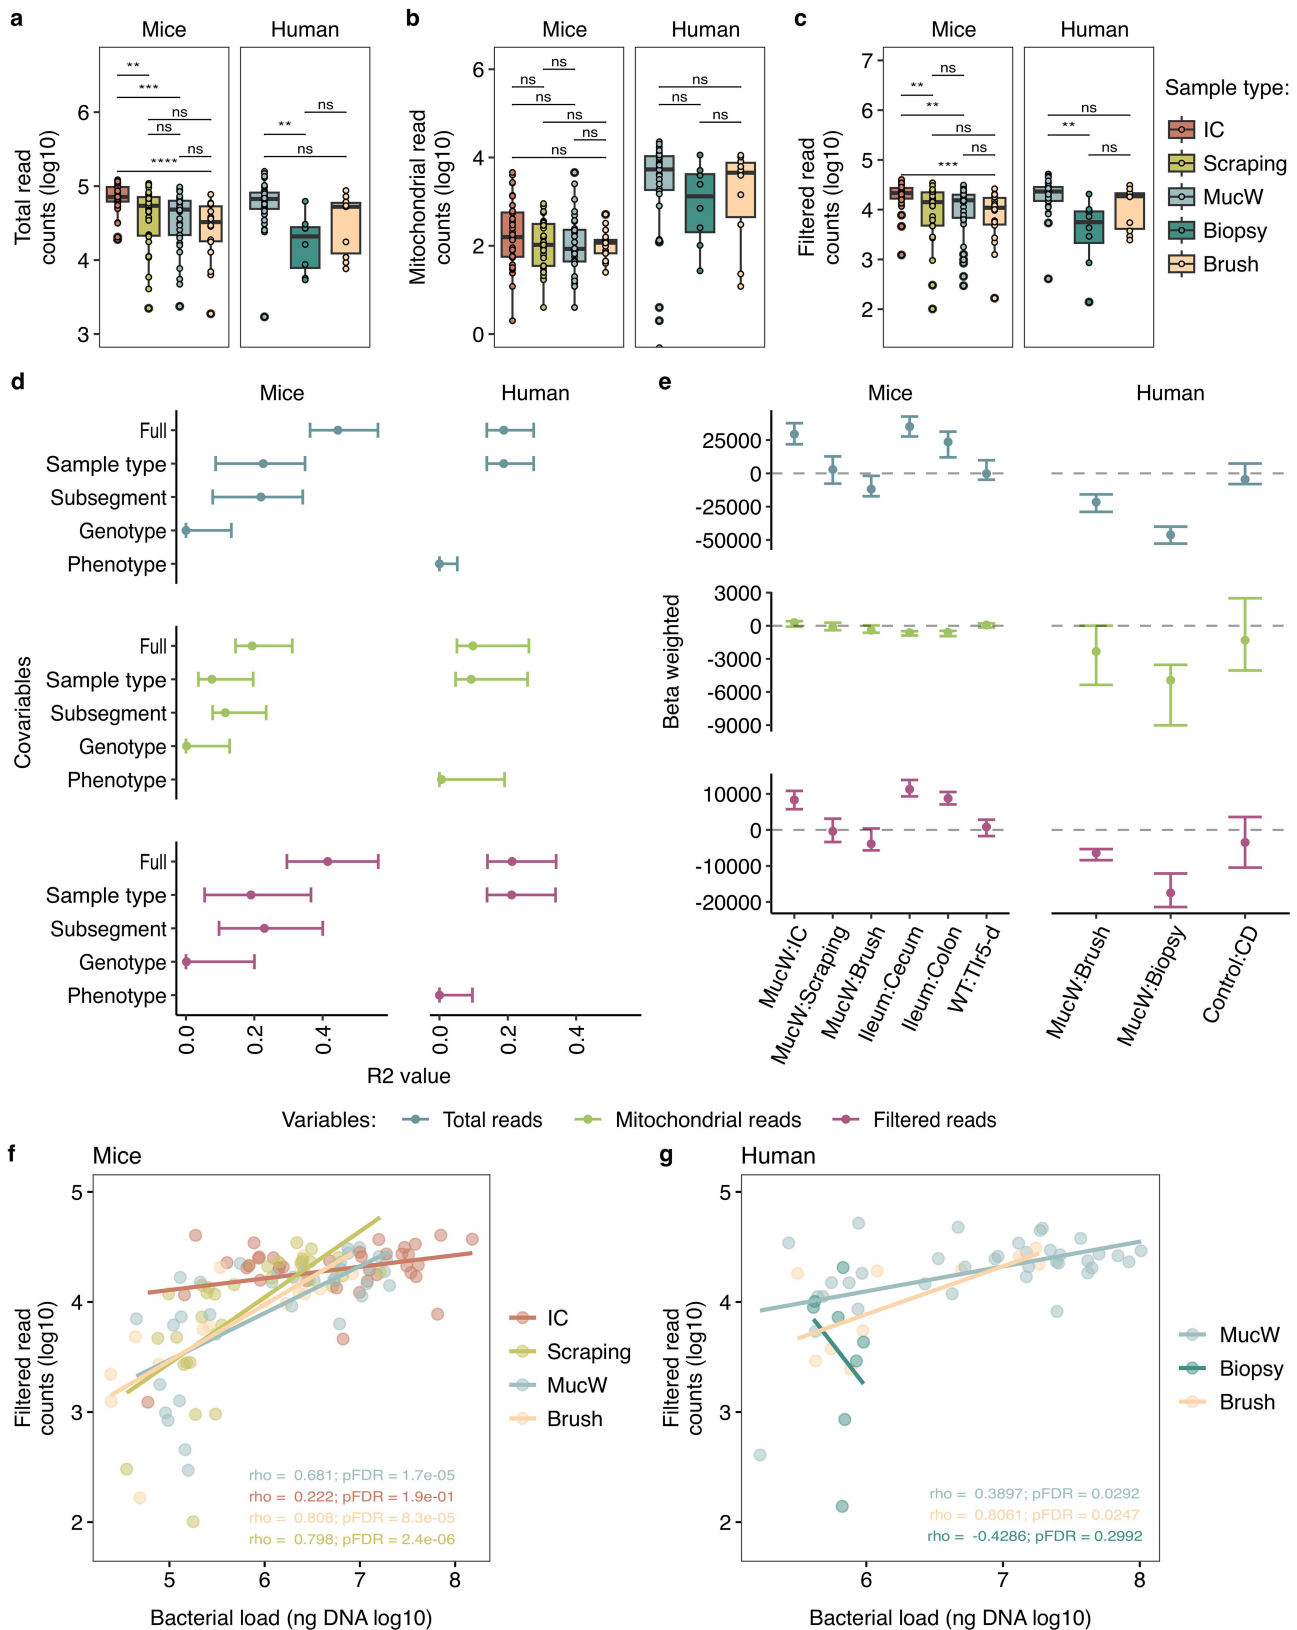 a
Mice
Human
Total read
counts (log10)
6
5
4
3
**
***
ns
ns
ns
****
ns
**
ns
b
Mice
Human
Mitochondrial read
counts (log10)
6
4
2
0
ns
ns
ns
ns
ns
ns
ns
ns
ns
c
Mice
Human
Filtered read
counts (log10)
7
6
5
4
3
2
ns
**
**
ns
ns
***
ns
**
ns
Sample type:
IC
Scraping
MucW
Biopsy
Brush
d
Mice
Human
Covariables
Full
Sample type
Subsegment
Genotype
Phenotype
Full
Sample type
Subsegment
Genotype
Phenotype
Full
Sample type
Subsegment
Genotype
Phenotype
0.0
0.2
0.4
0.0
0.2
0.4
R2 value
e
Mice
Human
Beta weighted
25000
0
-25000
-50000
3000
0
-3000
-6000
-9000
10000
0
-10000
-20000
MucW:IC
MucW:Scraping
MucW:Brush
Ileum:Cecum
Ileum:Colon
WT:Tlr5-d
MucW:Brush
MucW:Biopsy
Control:CD
Variables:
Total reads
Mitochondrial reads
Filtered reads
f
Mice
Filtered read
counts (log10)
5
4
3
2
rho = 0.681; pFDR = 1.7e-05
rho = 0.222; pFDR = 1.9e-01
rho = 0.808; pFDR = 8.3e-05
rho = 0.798; pFDR = 2.4e-06
5
6
7
8
Bacterial load (ng DNA log10)
IC
Scraping
MucW
Brush
g
Human
Filtered read
counts (log10)
5
4
3
2
rho = 0.3897; pFDR = 0.0292
rho = 0.8061; pFDR = 0.0247
rho = -0.4286; pFDR = 0.2992
6
7
8
Bacterial load (ng DNA log10)
MucW
Biopsy
Brush